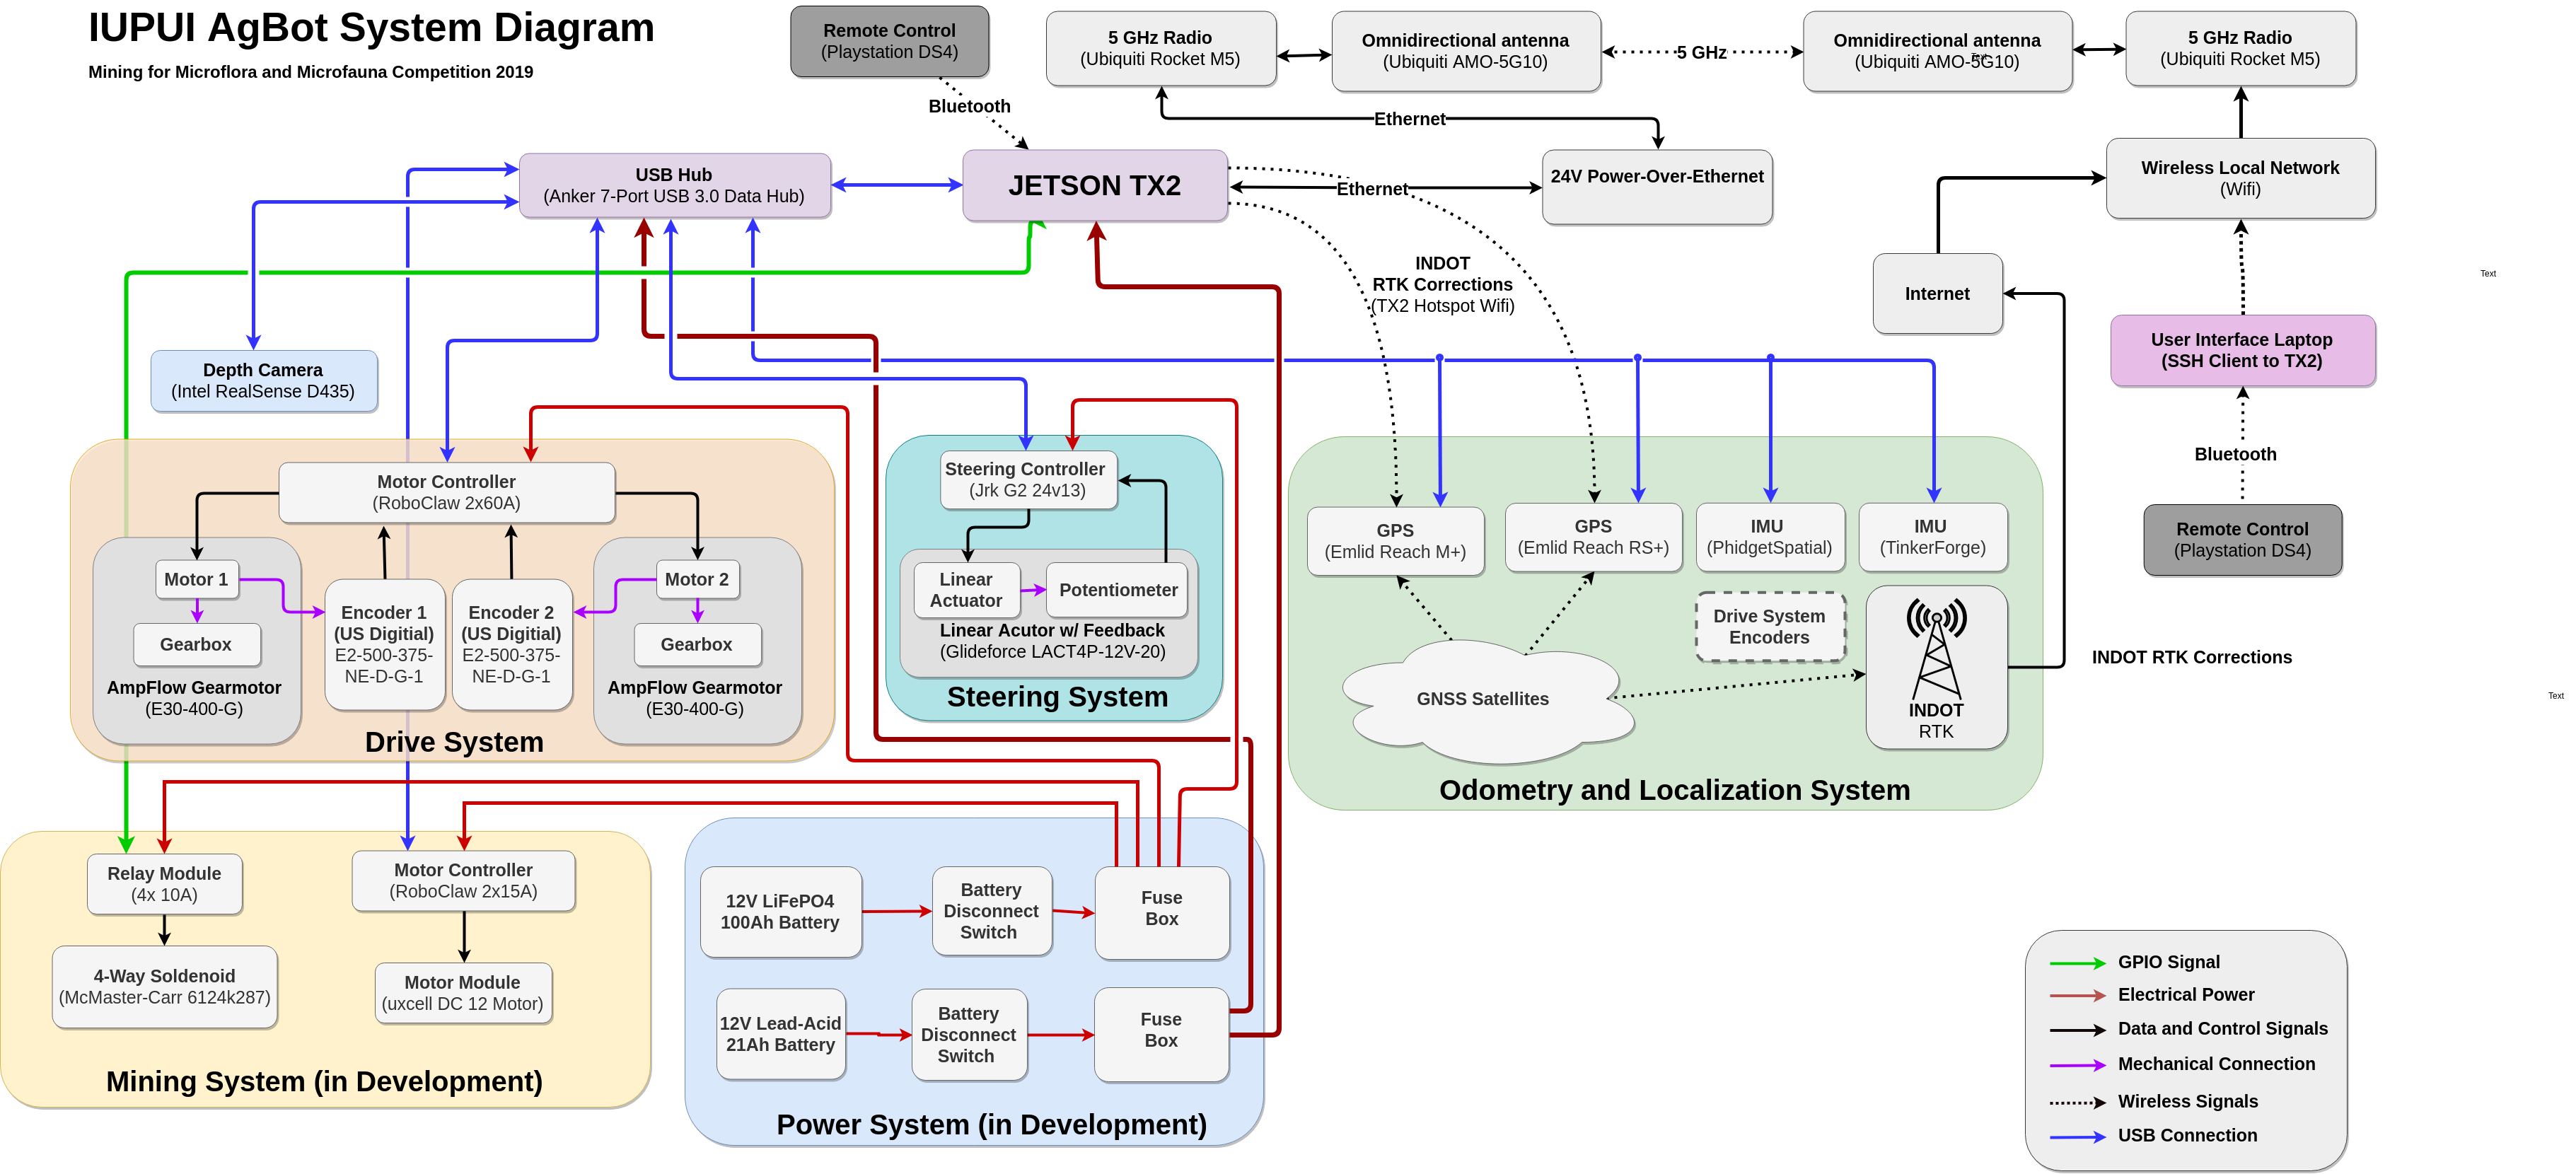 IUPUI AgBot System Diagram
Mining for Microflora and Microfauna Competition 2019
Remote Control
(Playstation DS4)
Bluetooth
5 GHz Radio
(Ubiquiti Rocket M5)
Omnidirectional antenna
(Ubiquiti AMO-5G10)
5 GHz
Omnidirectional antenna
(Ubiquiti AMO-5G10)
Text
5 GHz Radio
(Ubiquiti Rocket M5)
Ethernet
USB Hub
(Anker 7-Port USB 3.0 Data Hub)
JETSON TX2
Ethernet
24V Power-Over-Ethernet
Wireless Local Network
(Wifi)
INDOT
RTK Corrections
(TX2 Hotspot Wifi)
Internet
Text
User Interface Laptop
(SSH Client to TX2)
Bluetooth
Remote Control
(Playstation DS4)
Depth Camera
(Intel RealSense D435)
Motor Controller
(RoboClaw 2x60A)
Motor 1
Gearbox
AmpFlow Gearmotor
(E30-400-G)
Encoder 1
(US Digitial)
E2-500-375-
NE-D-G-1
Encoder 2
(US Digitial)
E2-500-375-
NE-D-G-1
Motor 2
Gearbox
AmpFlow Gearmotor
(E30-400-G)
Drive System
Steering Controller
(Jrk G2 24v13)
Linear
Actuator
Potentiometer
Linear Acutor w/ Feedback
(Glideforce LACT4P-12V-20)
Steering System
GPS
(Emlid Reach M+)
GPS
(Emlid Reach RS+)
IMU
(PhidgetSpatial)
IMU
(TinkerForge)
Drive System
Encoders
GNSS Satellites
INDOT
RTK
INDOT RTK Corrections
Text
Odometry and Localization System
Relay Module
(4x 10A)
Motor Controller
(RoboClaw 2x15A)
4-Way Soldenoid
(McMaster-Carr 6124k287)
Motor Module
(uxcell DC 12 Motor)
Mining System (in Development)
12V LiFePO4
100Ah Battery
Battery
Disconnect
Switch
Fuse
Box
12V Lead-Acid
21Ah Battery
Battery
Disconnect
Switch
Fuse
Box
Power System (in Development)
GPIO Signal
Electrical Power
Data and Control Signals
Mechanical Connection
Wireless Signals
USB Connection